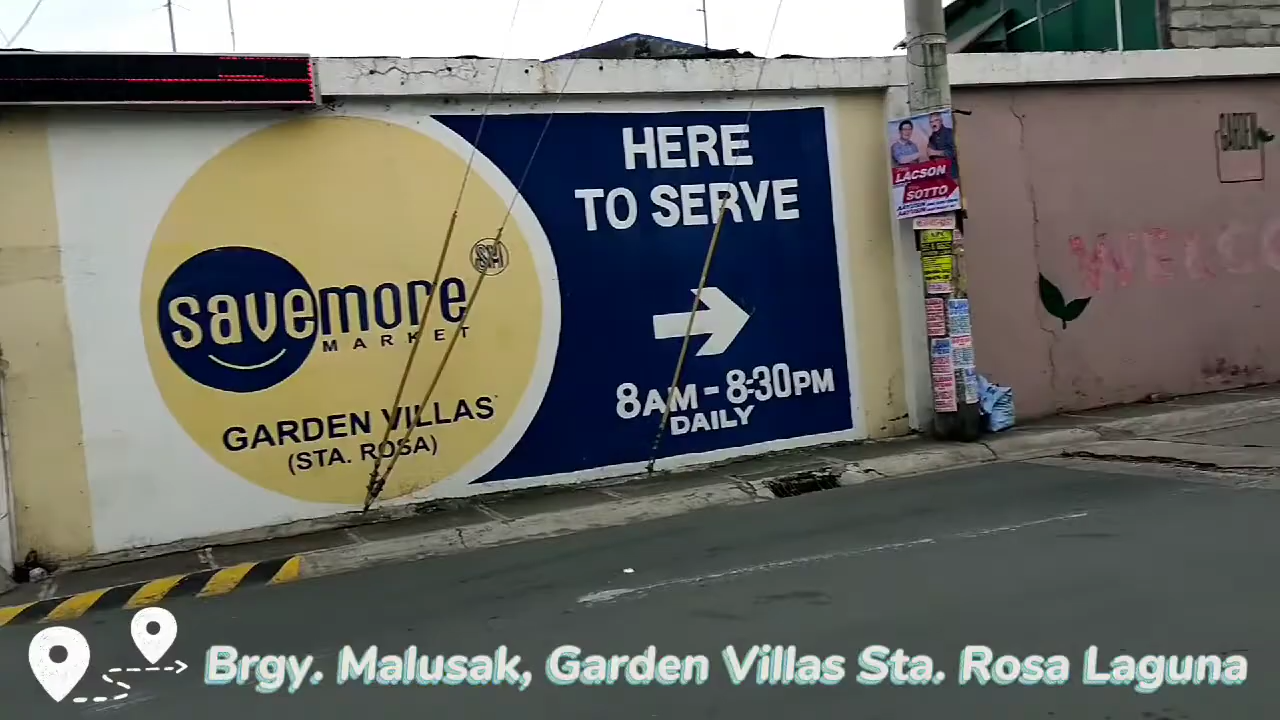 savemore
MARKET
SM
GARDEN VILLAS
(STA. ROSA)
HERE
TO SERVE
8AM - 8:30PM
DAILY
LACSON
SOTTO
Brgy. Malusak, Garden Villas Sta. Rosa Laguna